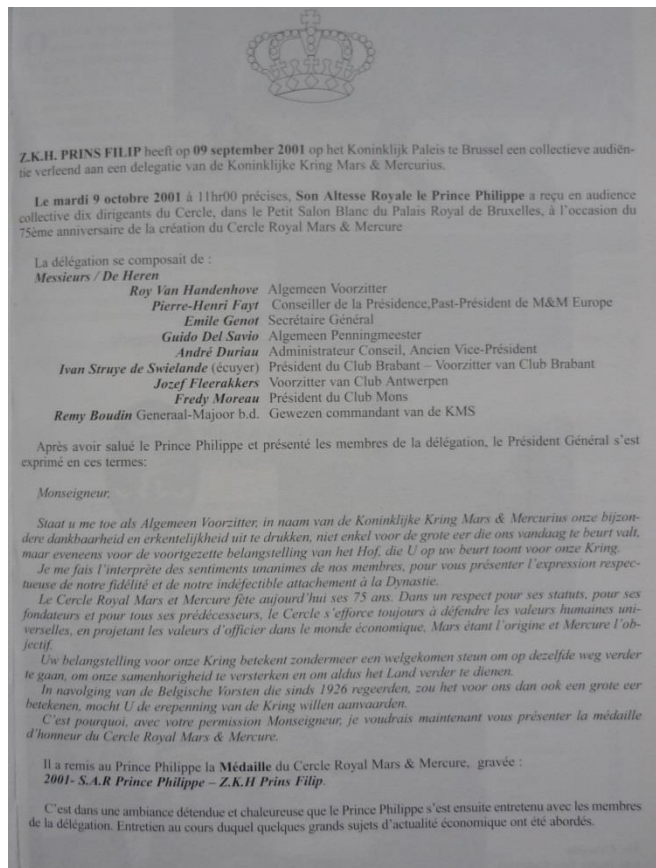 Z.K.H. PRINS FILIP heeft op 09 september 2001 op het Koninklijk Paleis te Brussel een collectieve audiën-
tie verleend aan een delegatie van de Koninklijke Kring Mars & Mercurius.
Le mardi 9 octobre 2001 à 11hr00 précises, Son Altesse Royale le Prince Philippe a reçu en audience
collective dix dirigeants du Cercle, dans le Petit Salon Blanc du Palais Royal de Bruxelles, à l'occasion du
75ème anniversaire de la création du Cercle Royal Mars & Mercure
La délégation se composait de :
Messieurs / De Heren
Roy Van Handenhove Algemeen Voorzitter
Pierre-Henri Fayt Conseiller de la Présidence,Past-Président de M&M Europe
Emile Genot Secrétaire Général
Guido Del Savio Algemeen Penningmeester
André Duriau Administrateur Conseil, Ancien Vice-Président
Ivan Struye de Swielande (écuyer) Président du Club Brabant – Voorzitter van Club Brabant
Jozef Fleerakkers Voorzitter van Club Antwerpen
Fredy Moreau Président du Club Mons
Remy Boudin Generaal-Majoor b.d. Gewezen commandant van de KMS
Après avoir salué le Prince Philippe et présenté les membres de la délégation, le Président Général s'est
exprimé en ces termes:
Monseigneur,
Staat u me toe als Algemeen Voorzitter, in naam van de Koninklijke Kring Mars & Mercurius onze bijzon-
dere dankbaarheid en erkentelijkheid uit te drukken, niet enkel voor de grote eer die ons vandaag te beurt valt,
maar eveneens voor de voortgezette belangstelling van het Hof, die U op uw beurt toont voor onze Kring.
Je me fais l'interprète des sentiments unanimes de nos membres, pour vous présenter l'expression respec-
tueuse de notre fidélité et de notre indéfectible attachement à la Dynastie.
Le Cercle Royal Mars et Mercure fête aujourd'hui ses 75 ans. Dans un respect pour ses statuts, pour ses
fondateurs et pour tous ses prédécesseurs, le Cercle s'efforce toujours à défendre les valeurs humaines uni-
verselles, en projetant les valeurs d'officier dans le monde économique, Mars étant l'origine et Mercure l'ob-
jectif.
Uw belangstelling voor onze Kring betekent zondermeer een welgekomen steun om op dezelfde weg verder
te gaan, om onze samenhorigheid te versterken en om aldus het Land verder te dienen.
In navolging van de Belgische Vorsten die sinds 1926 regeerden, zou het voor ons dan ook een grote eer
betekenen, mocht U de erepenning van de Kring willen aanvaarden.
C'est pourquoi, avec votre permission Monseigneur, je voudrais maintenant vous présenter la médaille
d'honneur du Cercle Royal Mars & Mercure.
Il a remis au Prince Philippe la Médaille du Cercle Royal Mars & Mercure, gravée :
2001- S.A.R Prince Philippe – Z.K.H Prins Filip.
C'est dans une ambiance détendue et chaleureuse que le Prince Philippe s'est ensuite entretenu avec les membres
de la délégation. Entretien au cours duquel quelques grands sujets d'actualité économique ont été abordés.